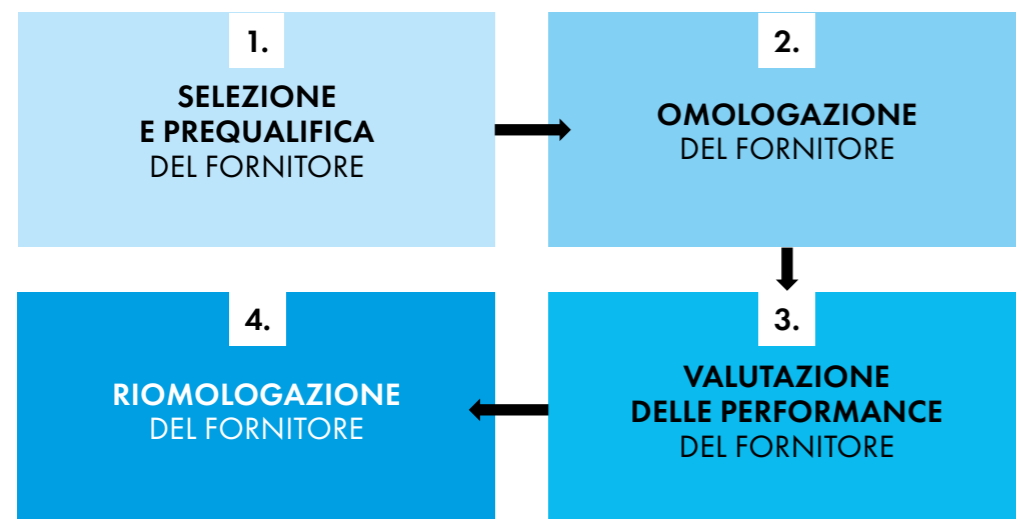 1.
SELEZIONE
E PREQUALIFICA
DEL FORNITORE
2.
OMOLOGAZIONE
DEL FORNITORE
3.
VALUTAZIONE
DELLE PERFORMANCE
DEL FORNITORE
4.
RIOMOLOGAZIONE
DEL FORNITORE